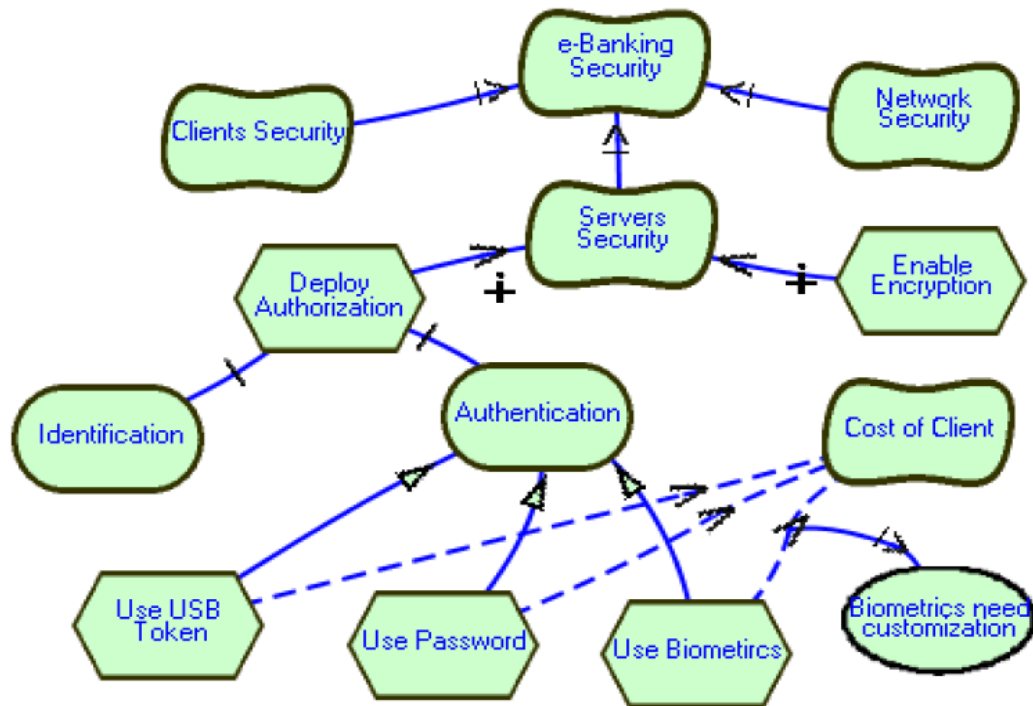 e-Banking
Security
Clients Security
Network
Security
Servers
Security
Deploy
Authorization
Enable
Encryption
Identification
Authentication
Cost of Client
Use USB
Token
Use Password
Use Biometircs
Biometrics need
customization